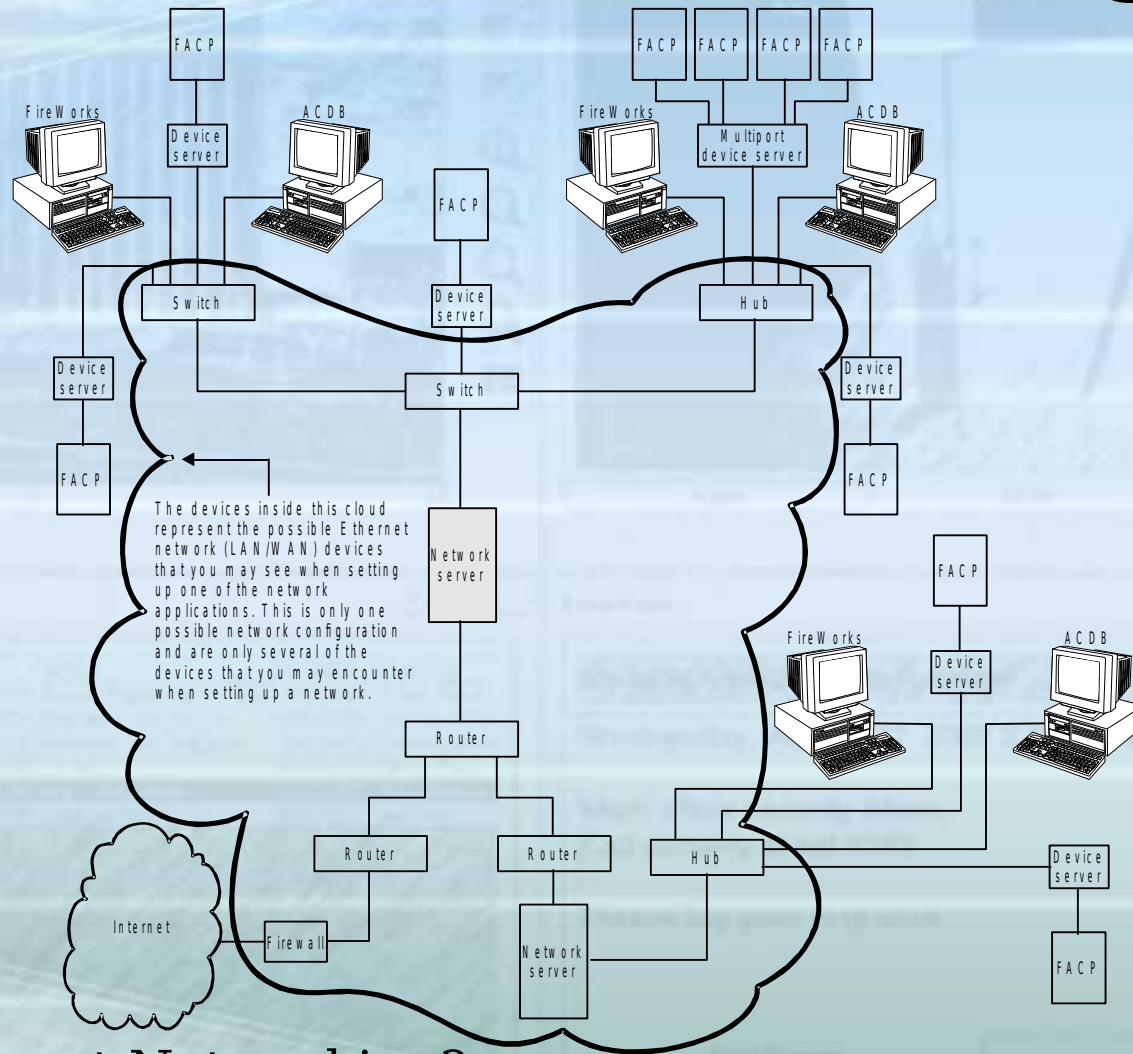 FACP
FACP FACP FACP FACP
FireWorks
ACDB
FireWorks
ACDB
Device
server
Multiport
device server
FACP
Switch
Device
server
Hub
Device
server
Switch
Device
server
FACP
FACP
The devices inside this cloud
represent the possible Ethernet
network (LAN/WAN) devices
that you may see when setting
up one of the network
applications. This is only one
possible network configuration
and are only several of the
devices that you may encounter
when setting up a network.
Network
server
FACP
FireWorks
ACDB
Device
server
Router
Router
Router
Hub
Device
server
Internet
Firewall
Network
server
FACP